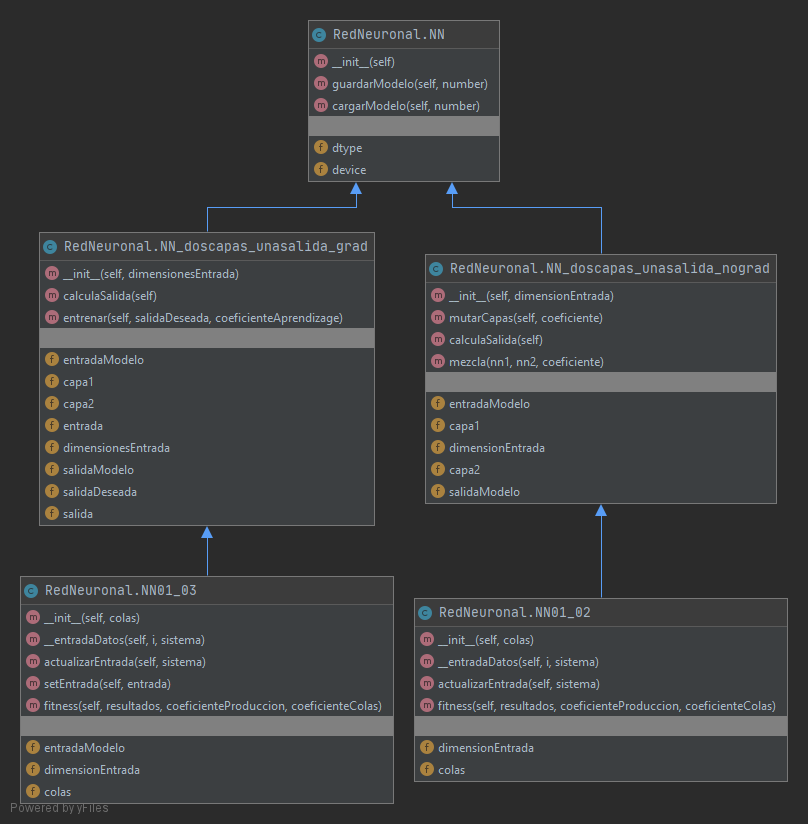 RedNeuronal.NN
__init__(self)
guardarModelo(self, number)
cargarModelo(self, number)
dtype
device
RedNeuronal.NN_doscapas_unasalida_grad
__init__(self, dimensionesEntrada)
calculaSalida(self)
entrenar(self, salidaDeseada, coeficienteAprendizage)
entradaModelo
capa1
capa2
entrada
dimensionesEntrada
salidaModelo
salidaDeseada
salida
RedNeuronal.NN_doscapas_unasalida_nograd
__init__(self, dimensionEntrada)
mutarCapas(self, coeficiente)
calculaSalida(self)
mezcla(nn1, nn2, coeficiente)
entradaModelo
capa1
dimensionEntrada
capa2
salidaModelo
RedNeuronal.NN01_03
__init__(self, colas)
__entradaDatos(self, i, sistema)
actualizarEntrada(self, sistema)
setEntrada(self, entrada)
fitness(self, resultados, coeficienteProduccion, coeficienteColas)
entradaModelo
dimensionEntrada
colas
RedNeuronal.NN01_02
__init__(self, colas)
__entradaDatos(self, i, sistema)
actualizarEntrada(self, sistema)
fitness(self, resultados, coeficienteProduccion, coeficienteColas)
dimensionEntrada
colas
Powered by yFiles